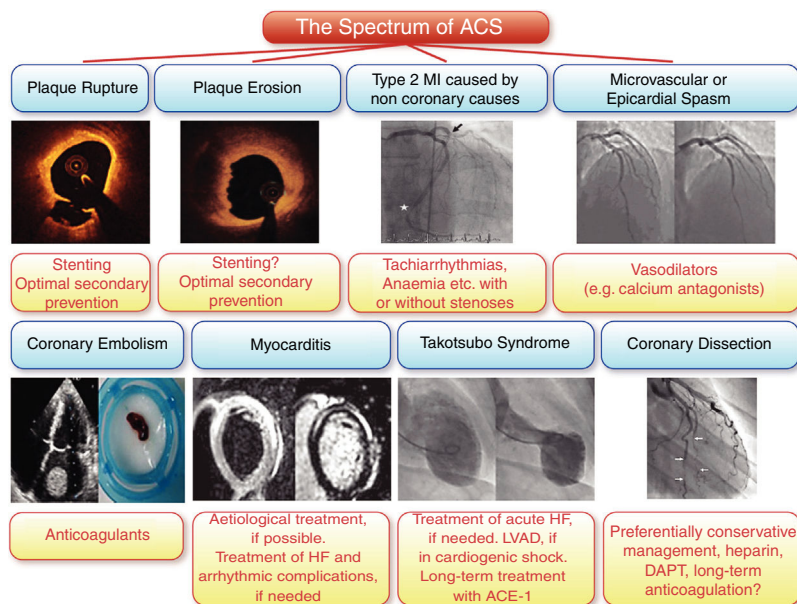 The Spectrum of ACS
Plaque Rupture
Plaque Erosion
Type 2 MI caused by
non coronary causes
Microvascular or
Epicardial Spasm
Stenting
Optimal secondary
prevention
Stenting?
Optimal secondary
prevention
Tachiarrhythmias,
Anaemia etc. with
or without stenoses
Vasodilators
(e.g. calcium antagonists)
Coronary Embolism
Myocarditis
Takotsubo Syndrome
Coronary Dissection
Anticoagulants
Aetiological treatment,
if possible.
Treatment of HF and
arrhythmic complications,
if needed
Treatment of acute HF,
if needed. LVAD, if
in cardiogenic shock.
Long-term treatment
with ACE-1
Preferentially conservative
management, heparin,
DAPT, long-term
anticoagulation?